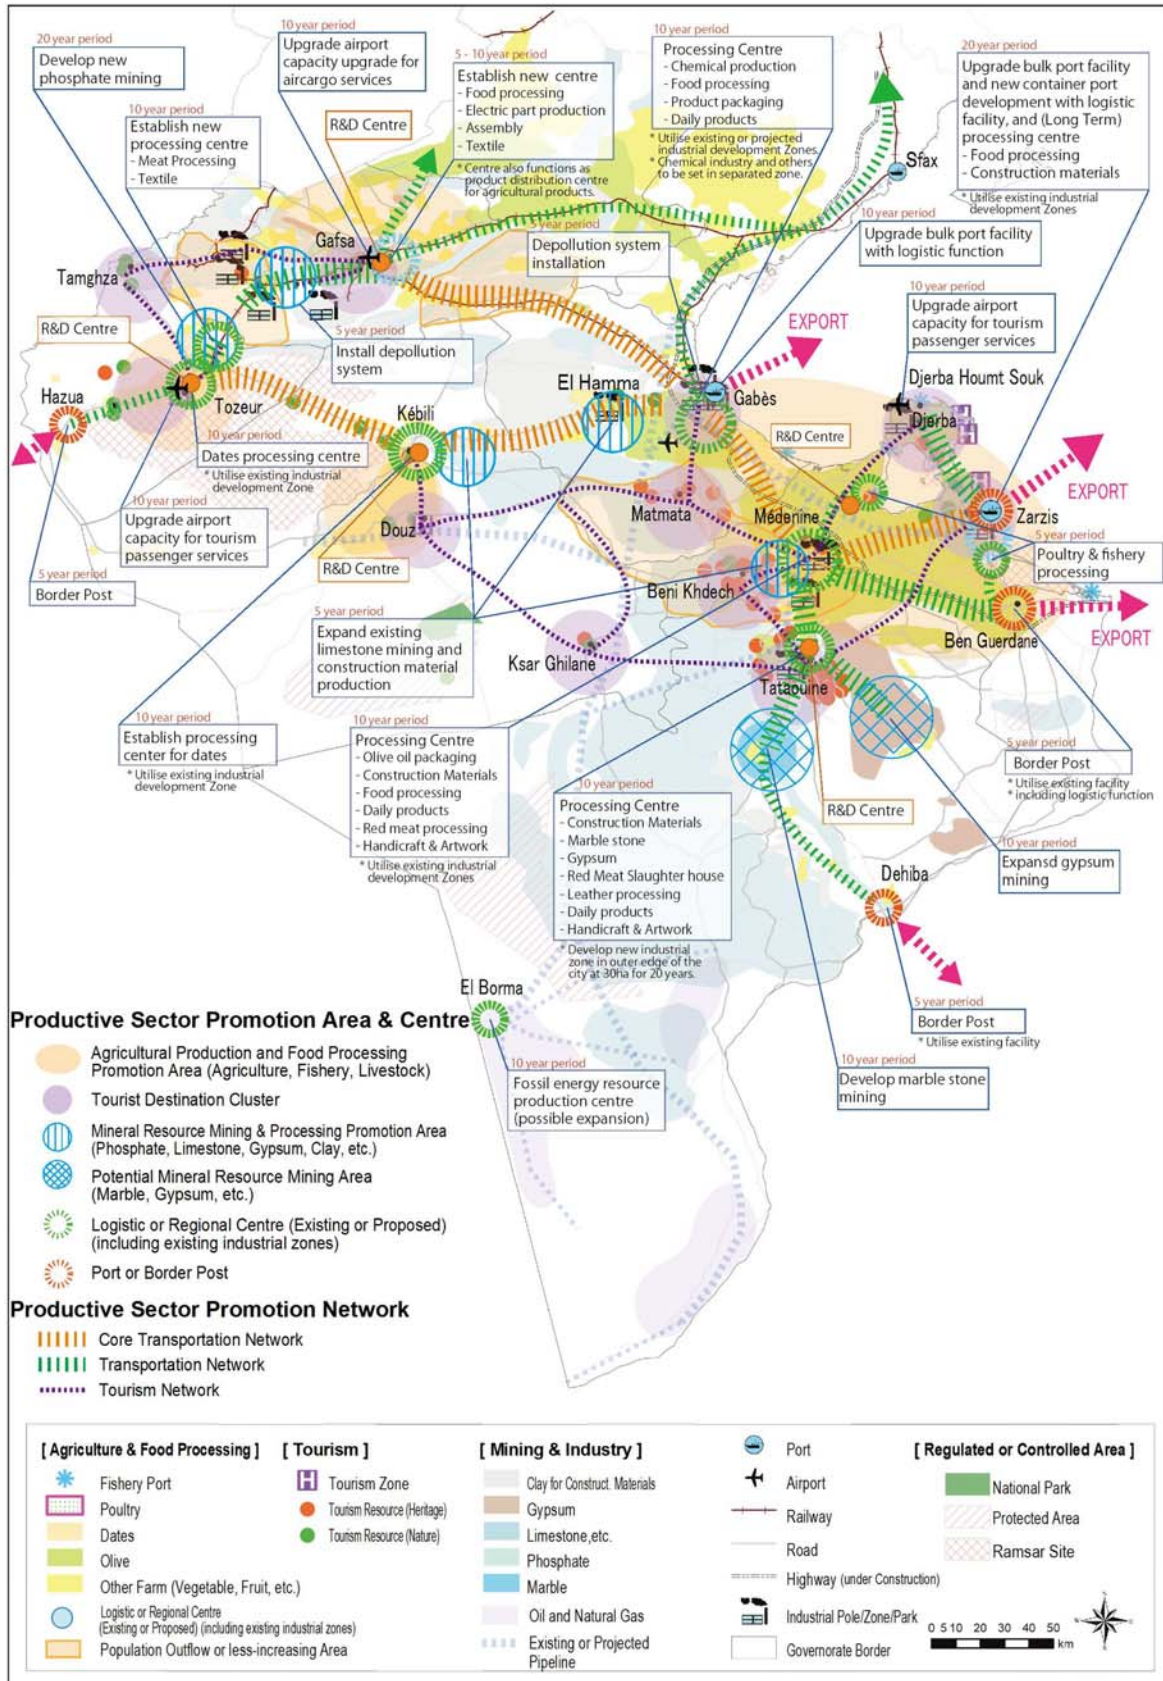 20 year period
Develop new
phosphate mining
10 year period
Establish new
processing centre
- Meat Processing
- Textile
10 year period
Upgrade airport
capacity upgrade for
aircargo services
R&D Centre
5 - 10 year period
Establish new centre
- Food processing
- Electric part production
- Assembly
- Textile
* Centre also functions as
product distribution centre
for agricultural products.
10 year period
Processing Centre
- Chemical production
- Food processing
- Product packaging
- Daily products
* Utilise existing or projected
industrial development Zones.
* Chemical industry and others
to be set in separated zone.
20 year period
Upgrade bulk port facility
and new container port
development with logistic
facility, and (Long Term)
processing centre
- Food processing
- Construction materials
* Utilise existing industrial
development Zones
Sfax
5 year period
Depollution system
installation
10 year period
Upgrade bulk port facility
with logistic function
Gafsa
Tamghza
R&D Centre
5 year period
Install depollution
system
10 year period
Upgrade airport
capacity for tourism
passenger services
EXPORT
Djerba Houmt Souk
Djerba
El Hamma
Gabès
Hazua
Tozeur
Kébili
R&D Centre
EXPORT
10 year period
Dates processing centre
* Utilise existing industrial
development Zone
10 year period
Upgrade airport
capacity for tourism
passenger services
Douz
Matmata
Médenine
Zarzis
5 year period
Poultry & fishery
processing
5 year period
Border Post
R&D Centre
Beni Khdech
Ben Guerdane
EXPORT
5 year period
Expand existing
limestone mining and
construction material
production
Ksar Ghilane
Tataouine
10 year period
Establish processing
center for dates
* Utilise existing industrial
development Zone
10 year period
Processing Centre
- Olive oil packaging
- Construction Materials
- Food processing
- Daily products
- Red meat processing
- Handicraft & Artwork
* Utilise existing industrial
development Zones
10 year period
Processing Centre
- Construction Materials
- Marble stone
- Gypsum
- Red Meat Slaughter house
- Leather processing
- Daily products
- Handicraft & Artwork
* Develop new industrial
zone in outer edge of the
city at 30ha for 20 years.
5 year period
Border Post
* Utilise existing facility
* including logistic function
R&D Centre
10 year period
Expansd gypsum
mining
Dehiba
5 year period
Border Post
* Utilise existing facility
10 year period
Develop marble stone
mining
El Borma
10 year period
Fossil energy resource
production centre
(possible expansion)
Productive Sector Promotion Area & Centre
Agricultural Production and Food Processing
Promotion Area (Agriculture, Fishery, Livestock)
Tourist Destination Cluster
Mineral Resource Mining & Processing Promotion Area
(Phosphate, Limestone, Gypsum, Clay, etc.)
Potential Mineral Resource Mining Area
(Marble, Gypsum, etc.)
Logistic or Regional Centre (Existing or Proposed)
(including existing industrial zones)
Port or Border Post
Productive Sector Promotion Network
Core Transportation Network
Transportation Network
Tourism Network
[ Agriculture & Food Processing ]
Fishery Port
Poultry
Dates
Olive
Other Farm (Vegetable, Fruit, etc.)
Logistic or Regional Centre
(Existing or Proposed) (including existing industrial zones)
Population Outflow or less-increasing Area
[ Tourism ]
H Tourism Zone
Tourism Resource (Heritage)
Tourism Resource (Nature)
[ Mining & Industry ]
Clay for Construct. Materials
Gypsum
Limestone,etc.
Phosphate
Marble
Oil and Natural Gas
Existing or Projected
Pipeline
Port
Airport
Railway
Road
Highway (under Construction)
Industrial Pole/Zone/Park
Governorate Border
[ Regulated or Controlled Area ]
National Park
Protected Area
Ramsar Site
0 5 10 20 30 40 50
km